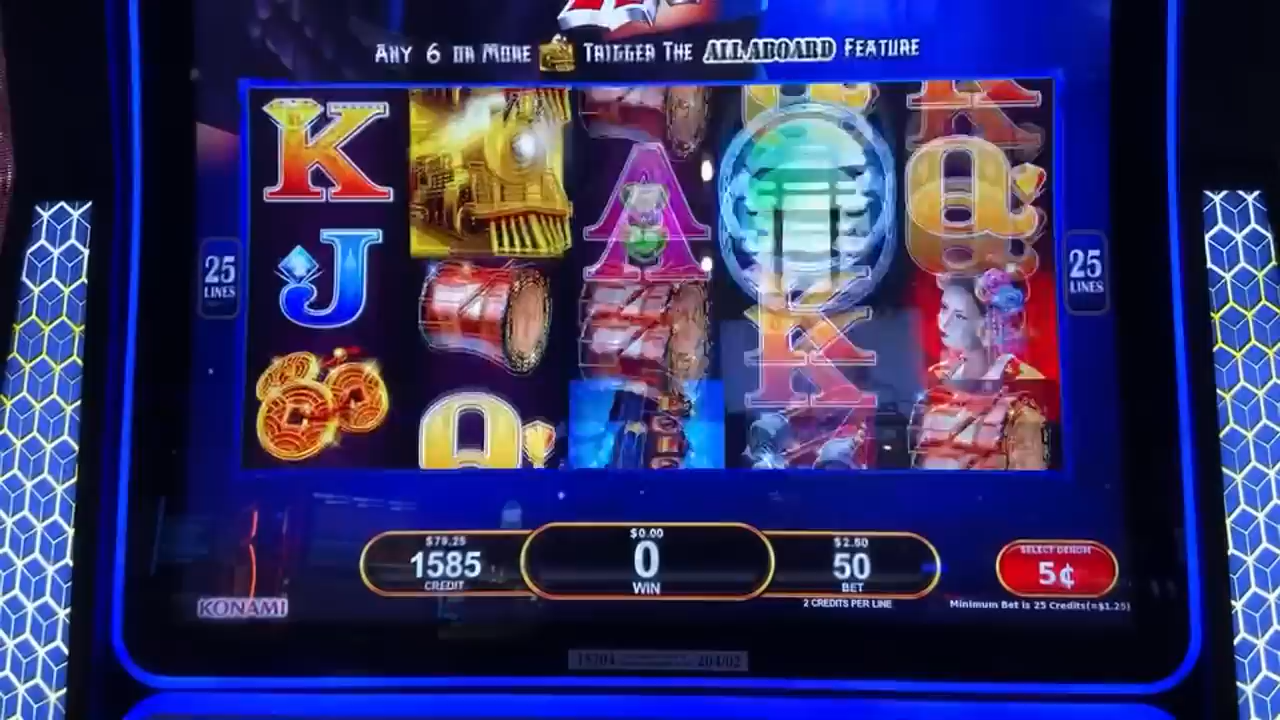 ANY 6 OR MORE TRIGGER THE ALL ABOARD FEATURE
K
K
A
Q
J
25
LINES
25
LINES
K
Q
$79.25
1585
CREDIT
$0.00
0
WIN
$2.50
50
BET
2 CREDITS PER LINE
SELECT DENOM
5¢
Minimum Bet is 25 Credits(=$1.25)
KONAMI
204/02